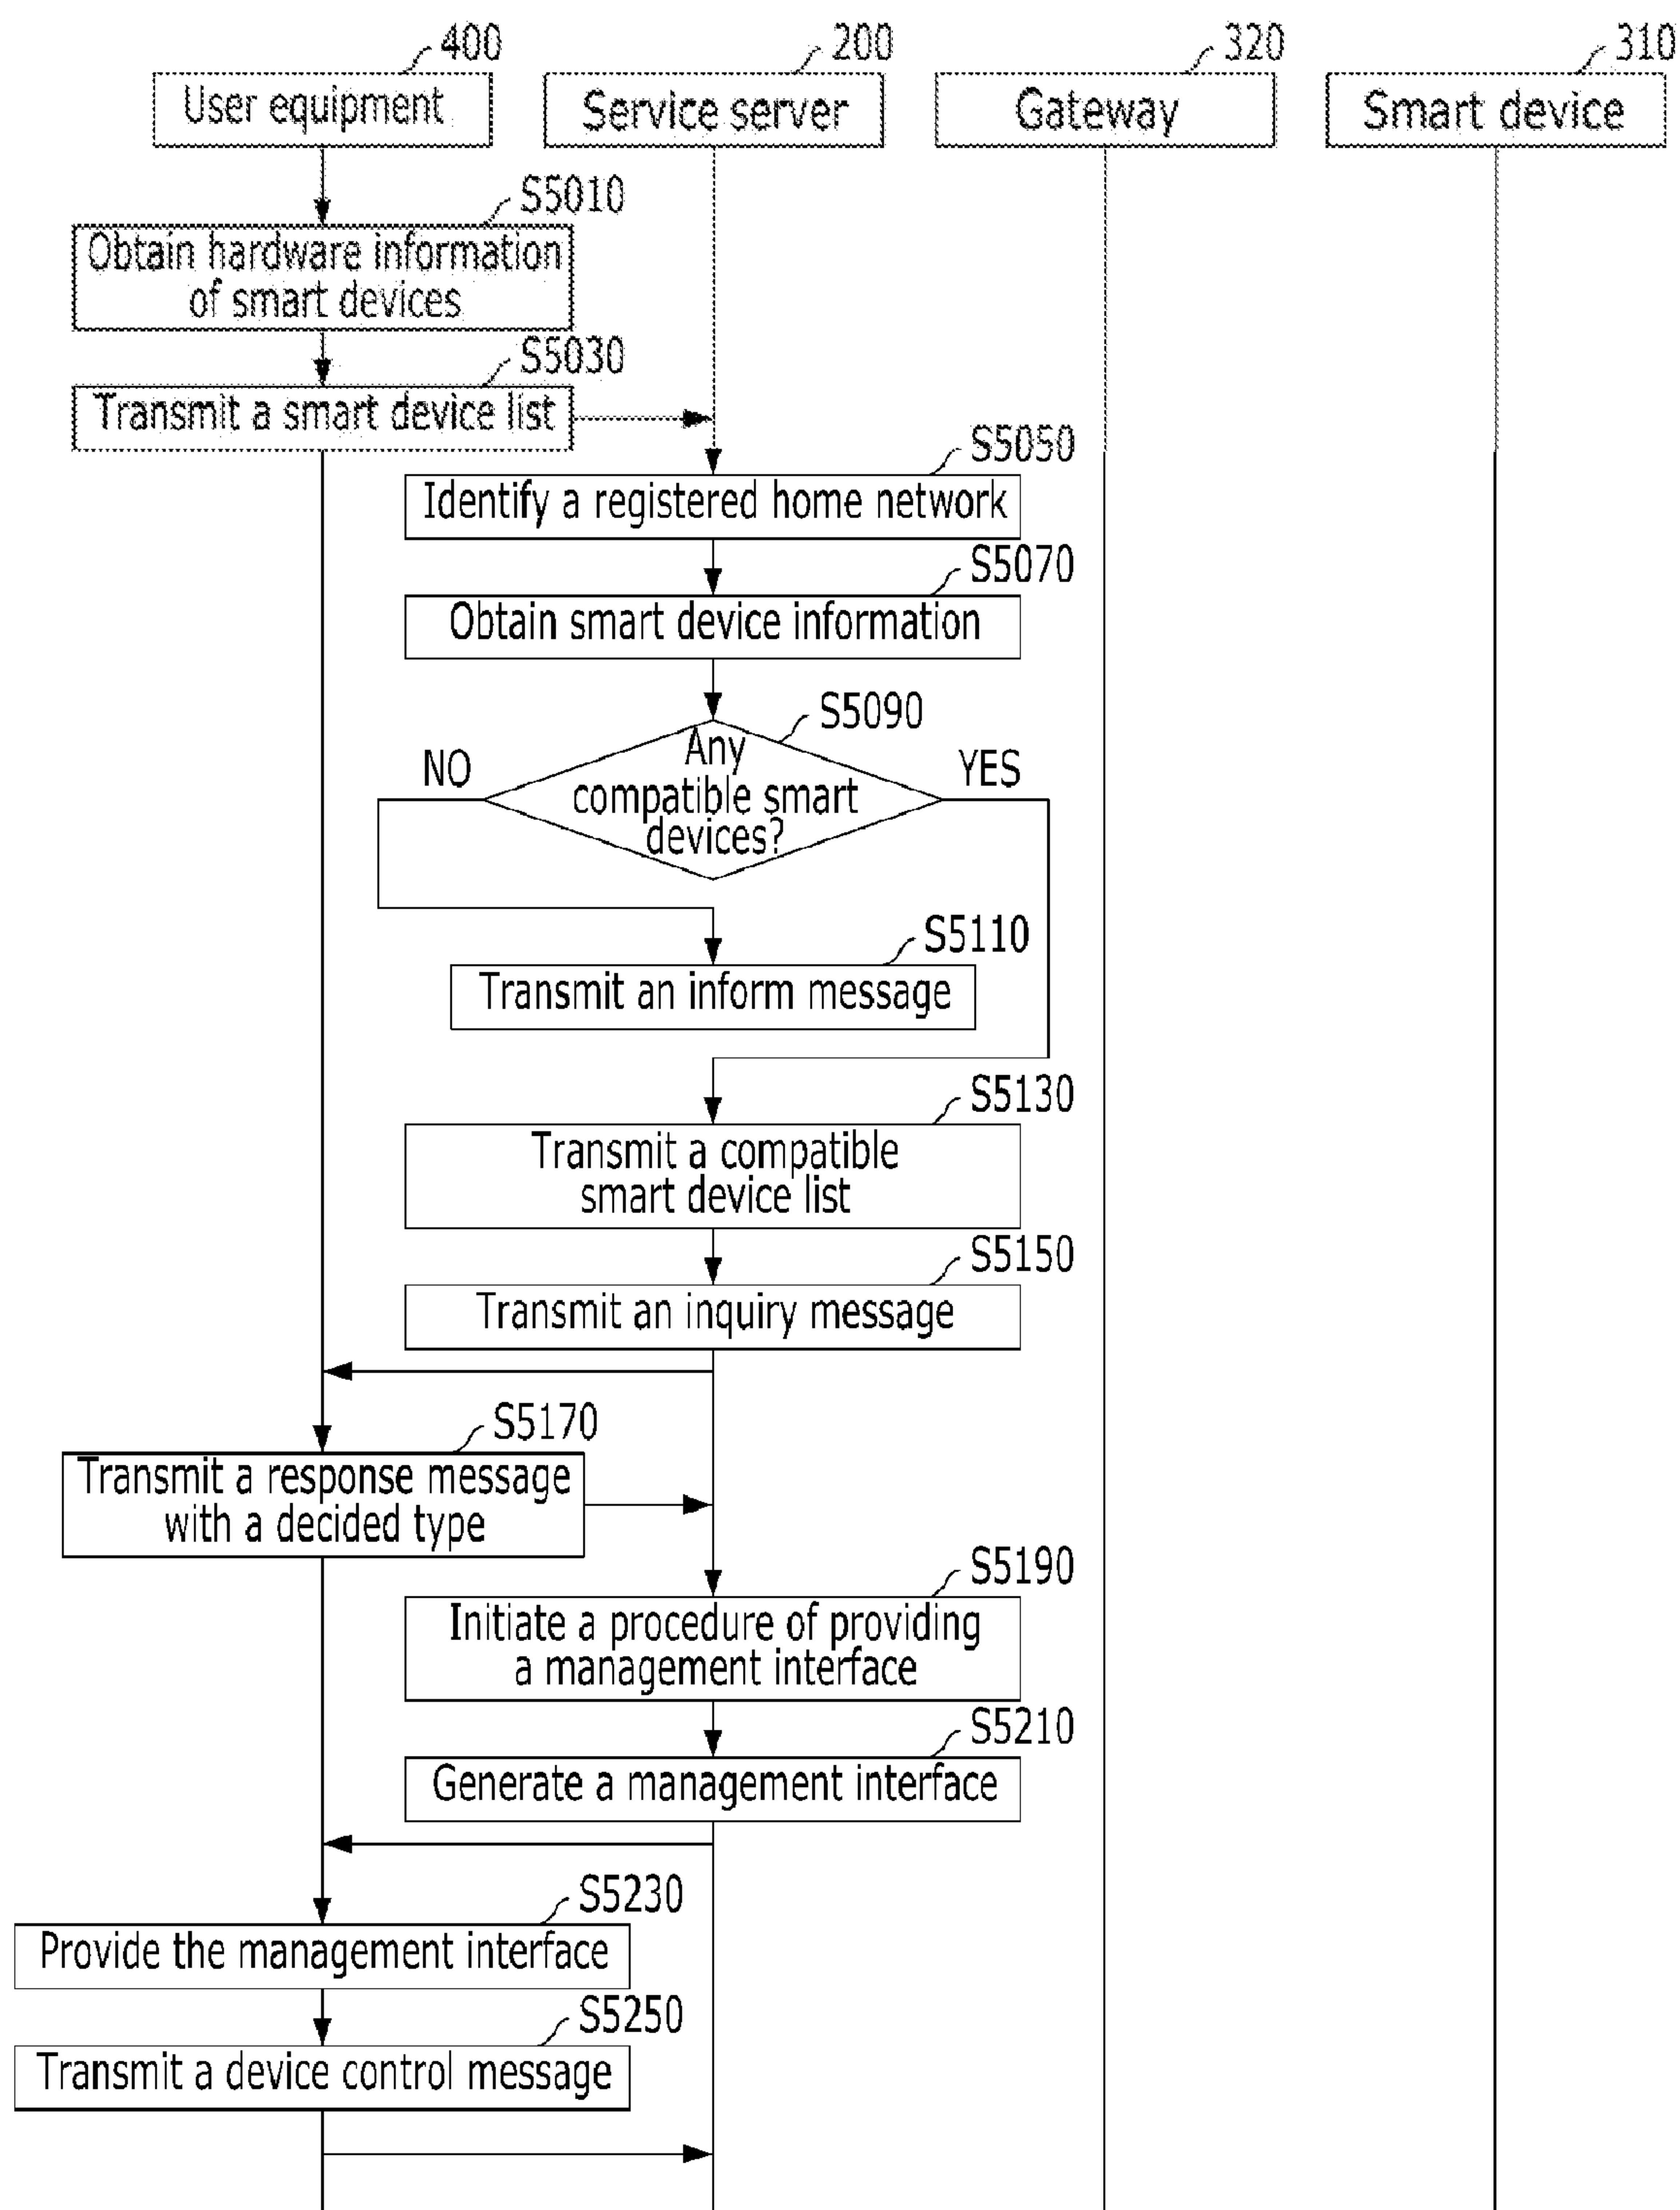 400
200
320
310
User equipment
Service server
Gateway
Smart device
S5010
Obtain hardware information
of smart devices
S5030
Transmit a smart device list
S5050
Identify a registered home network
S5070
Obtain smart device information
S5090
NO
Any
compatible smart
devices?
YES
S5110
Transmit an inform message
S5130
Transmit a compatible
smart device list
S5150
Transmit an inquiry message
S5170
Transmit a response message
with a decided type
S5190
Initiate a procedure of providing
a management interface
S5210
Generate a management interface
S5230
Provide the management interface
S5250
Transmit a device control message